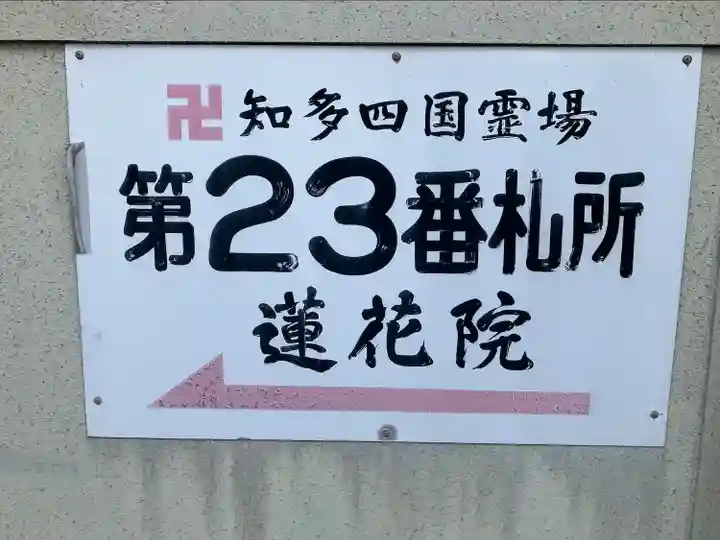 卍 知多四国霊場
第23番札所
蓮花院